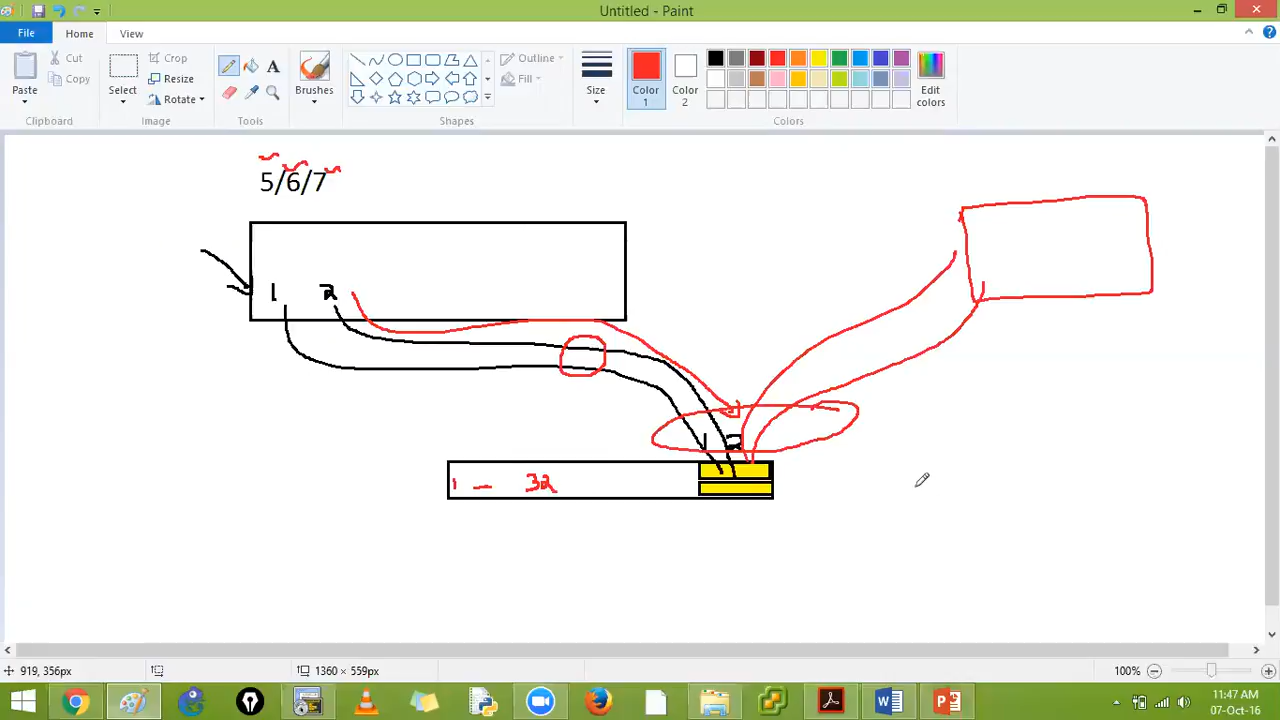 Untitled - Paint
File Home View
Paste Cut Copy
Clipboard
Select Crop Resize Rotate
Image
Tools
Brushes
Shapes
Outline Fill
Size
Color 1
Color 2
Edit colors
Colors
5/6/7
1 2
1 2
1 - 32
919, 356px
1360 × 559px
100%
11:47 AM
07-Oct-16